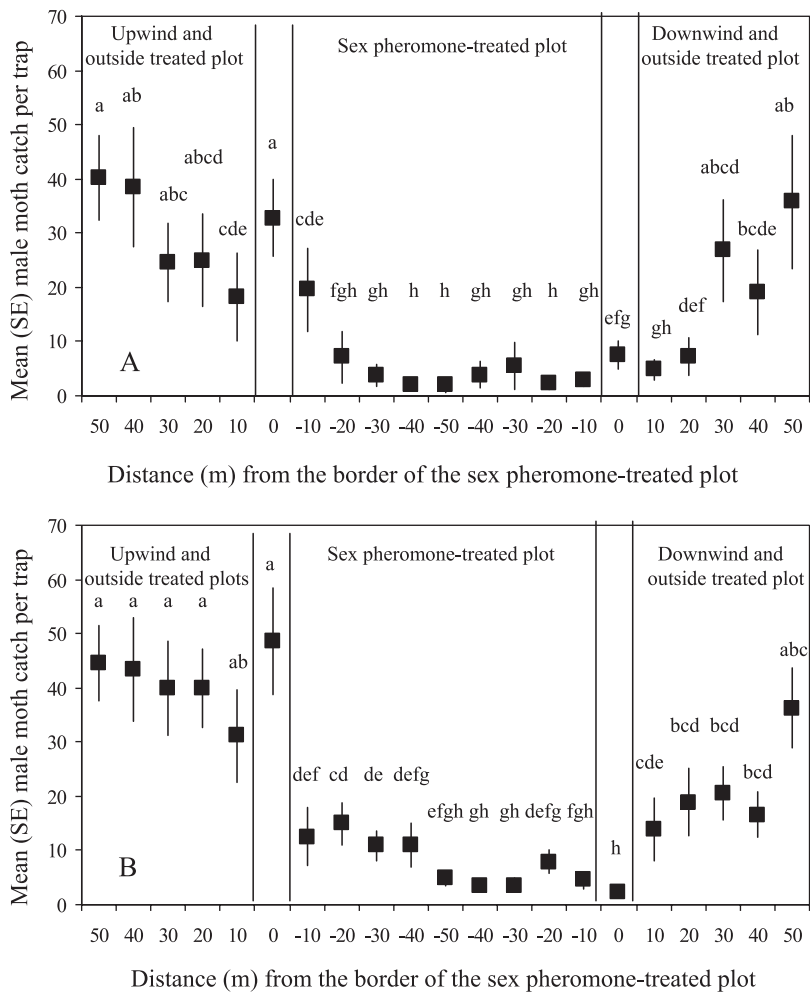 Mean (SE) male moth catch per trap
70
60
50
40
30
20
10
0
Upwind and
outside treated plot
Sex pheromone-treated plot
Downwind and
outside treated plot
a ab abc abcd cde a cde fgh gh h h gh gh h gh efg gh def abcd bcde ab
A
50 40 30 20 10 0 -10 -20 -30 -40 -50 -40 -30 -20 -10 0 10 20 30 40 50
Distance (m) from the border of the sex pheromone-treated plot
Mean (SE) male moth catch per trap
70
60
50
40
30
20
10
0
Upwind and
outside treated plots
Sex pheromone-treated plot
Downwind and
outside treated plot
a a a a ab a def cd de defg efgh gh gh defg fgh h cde bcd bcd bcd abc
B
50 40 30 20 10 0 -10 -20 -30 -40 -50 -40 -30 -20 -10 0 10 20 30 40 50
Distance (m) from the border of the sex pheromone-treated plot